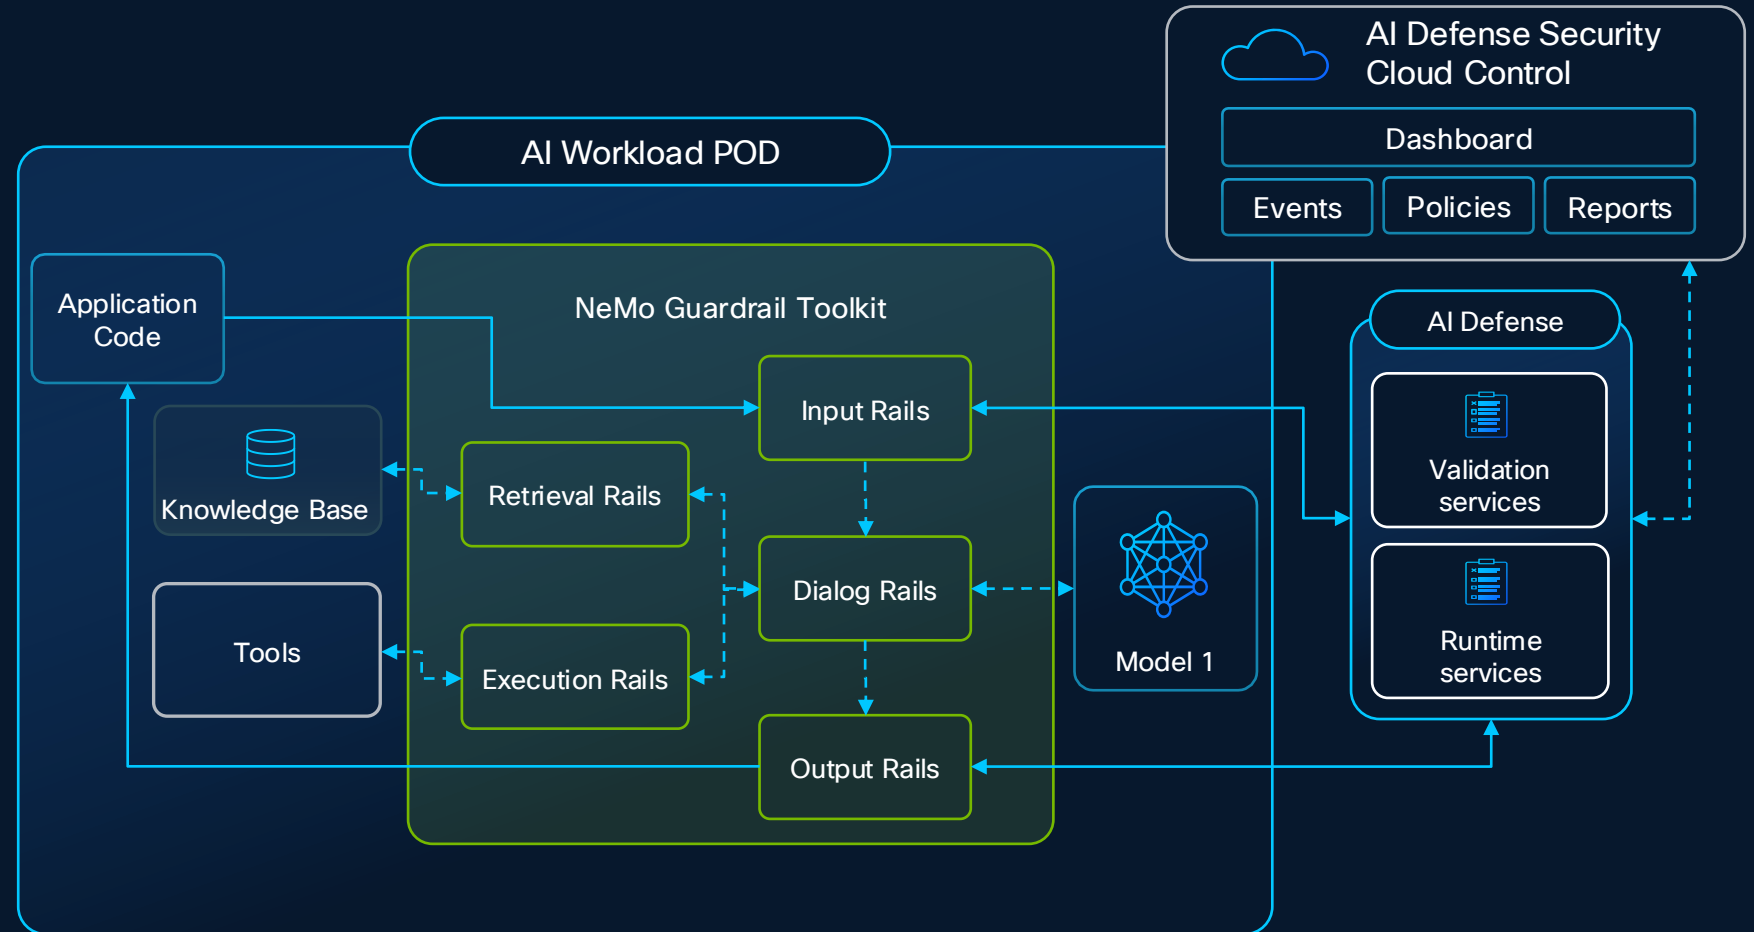 AI Defense Security
Cloud Control
Dashboard
Events
Policies
Reports
AI Workload POD
Application
Code
NeMo Guardrail Toolkit
Input Rails
Knowledge Base
Retrieval Rails
Dialog Rails
Tools
Execution Rails
Output Rails
Model 1
AI Defense
Validation
services
Runtime
services